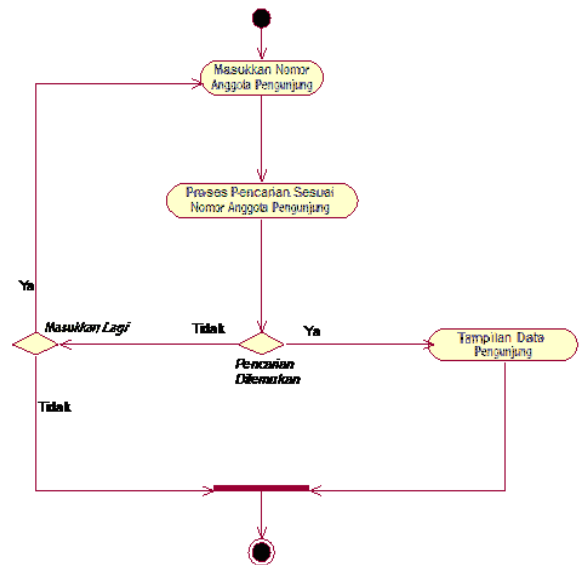 Masukkan Nomor
Anggota Pengunjung
Proses Pencarian Sesuai
Nomor Anggota Pengunjung
Ya
Masukkan Lagi
Tidak
Ya
Pencarian
Ditemukan
Tampilan Data
Pengunjung
Tidak